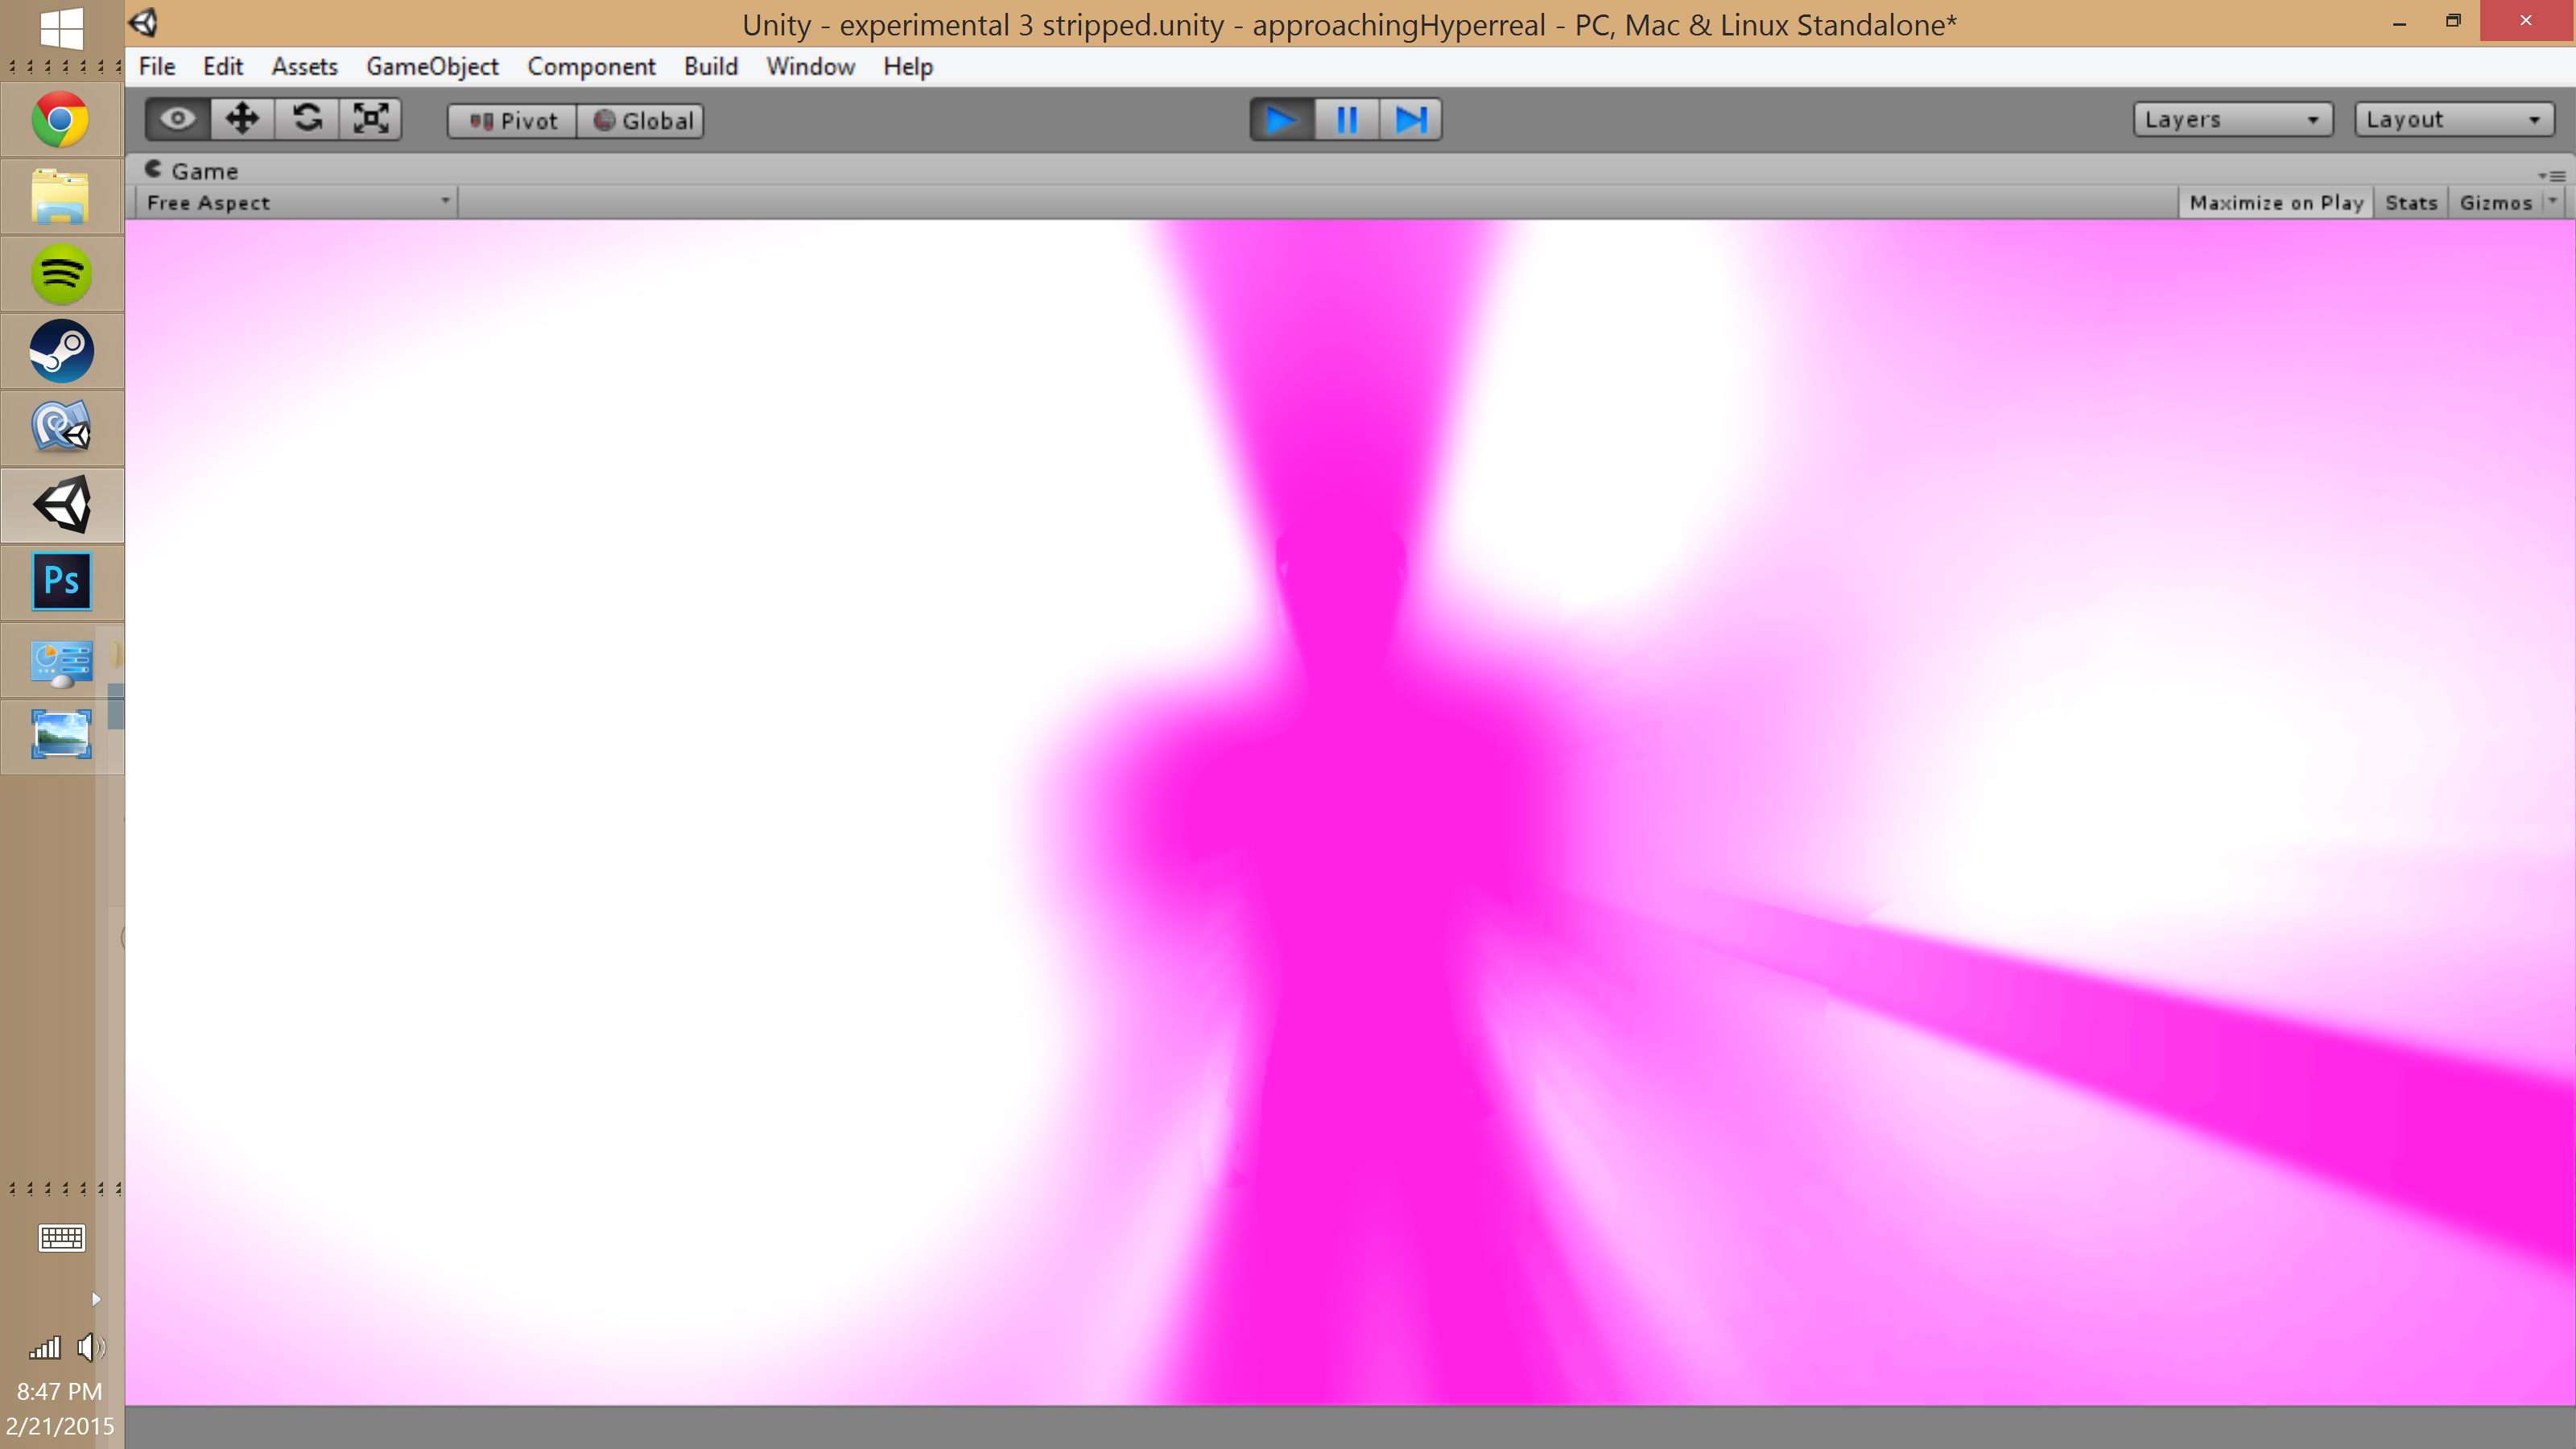 Unity - experimental 3 stripped.unity - approachingHyperreal - PC, Mac & Linux Standalone*
File Edit Assets GameObject Component Build Window Help
Pivot Global Layers Layout
Game
Free Aspect Maximize on Play Stats Gizmos
Ps
8:47 PM
2/21/2015